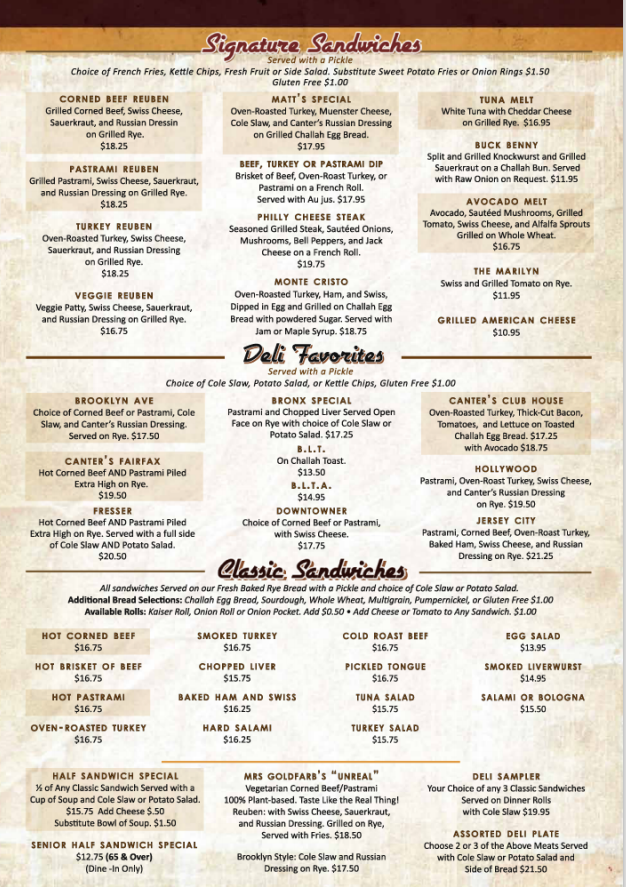 Signature Sandwiches
Served with a Pickle
Choice of French Fries, Kettle Chips, Fresh Fruit or Side Salad. Substitute Sweet Potato Fries or Onion Rings $1.50
Gluten Free $1.00
CORNED BEEF REUBEN
Grilled Corned Beef, Swiss Cheese,
Sauerkraut, and Russian Dressin
on Grilled Rye.
$18.25
PASTRAMI REUBEN
Grilled Pastrami, Swiss Cheese, Sauerkraut,
and Russian Dressing on Grilled Rye.
$18.25
TURKEY REUBEN
Oven-Roasted Turkey, Swiss Cheese,
Sauerkraut, and Russian Dressing
on Grilled Rye.
$18.25
VEGGIE REUBEN
Veggie Patty, Swiss Cheese, Sauerkraut,
and Russian Dressing on Grilled Rye.
$16.75
MATT'S SPECIAL
Oven-Roasted Turkey, Muenster Cheese,
Cole Slaw, and Canter's Russian Dressing
on Grilled Challah Egg Bread.
$17.95
BEEF, TURKEY OR PASTRAMI DIP
Brisket of Beef, Oven-Roast Turkey, or
Pastrami on a French Roll.
Served with Au jus. $17.95
PHILLY CHEESE STEAK
Seasoned Grilled Steak, Sautéed Onions,
Mushrooms, Bell Peppers, and Jack
Cheese on a French Roll.
$19.75
MONTE CRISTO
Oven-Roasted Turkey, Ham, and Swiss,
Dipped in Egg and Grilled on Challah Egg
Bread with powdered Sugar. Served with
Jam or Maple Syrup. $18.75
TUNA MELT
White Tuna with Cheddar Cheese
on Grilled Rye. $16.95
BUCK BENNY
Split and Grilled Knockwurst and Grilled
Sauerkraut on a Challah Bun. Served
with Raw Onion on Request. $11.95
AVOCADO MELT
Avocado, Sautéed Mushrooms, Grilled
Tomato, Swiss Cheese, and Alfalfa Sprouts
Grilled on Whole Wheat.
$16.75
THE MARILYN
Swiss and Grilled Tomato on Rye.
$11.95
GRILLED AMERICAN CHEESE
$10.95
Deli Favorites
Served with a Pickle
Choice of Cole Slaw, Potato Salad, or Kettle Chips, Gluten Free $1.00
BROOKLYN AVE
Choice of Corned Beef or Pastrami, Cole
Slaw, and Canter's Russian Dressing.
Served on Rye. $17.50
CANTER'S FAIRFAX
Hot Corned Beef AND Pastrami Piled
Extra High on Rye.
$19.50
FRESSER
Hot Corned Beef AND Pastrami Piled
Extra High on Rye. Served with a full side
of Cole Slaw AND Potato Salad.
$20.50
BRONX SPECIAL
Pastrami and Chopped Liver Served Open
Face on Rye with choice of Cole Slaw or
Potato Salad. $17.25
B.L.T.
On Challah Toast.
$13.50
B.L.T.A.
$14.95
DOWNTOWNER
Choice of Corned Beef or Pastrami,
with Swiss Cheese.
$17.75
CANTER'S CLUB HOUSE
Oven-Roasted Turkey, Thick-Cut Bacon,
Tomatoes, and Lettuce on Toasted
Challah Egg Bread. $17.25
with Avocado $18.75
HOLLYWOOD
Pastrami, Oven-Roast Turkey, Swiss Cheese,
and Canter's Russian Dressing
on Rye. $19.50
JERSEY CITY
Pastrami, Corned Beef, Oven-Roast Turkey,
Baked Ham, Swiss Cheese, and Russian
Dressing on Rye. $21.25
Classic Sandwiches
All sandwiches Served on our Fresh Baked Rye Bread with a Pickle and choice of Cole Slaw or Potato Salad.
Additional Bread Selections: Challah Egg Bread, Sourdough, Whole Wheat, Multigrain, Pumpernickel, or Gluten Free $1.00
Available Rolls: Kaiser Roll, Onion Roll or Onion Pocket. Add $0.50 • Add Cheese or Tomato to Any Sandwich. $1.00
HOT CORNED BEEF
$16.75
HOT BRISKET OF BEEF
$16.75
HOT PASTRAMI
$16.75
OVEN-ROASTED TURKEY
$16.75
SMOKED TURKEY
$16.75
CHOPPED LIVER
$15.75
BAKED HAM AND SWISS
$16.25
HARD SALAMI
$16.25
COLD ROAST BEEF
$16.75
PICKLED TONGUE
$16.75
TUNA SALAD
$15.75
TURKEY SALAD
$15.75
EGG SALAD
$13.95
SMOKED LIVERWURST
$14.95
SALAMI OR BOLOGNA
$15.50
HALF SANDWICH SPECIAL
½ of Any Classic Sandwich Served with a
Cup of Soup and Cole Slaw or Potato Salad.
$15.75 Add Cheese $.50
Substitute Bowl of Soup. $1.50
SENIOR HALF SANDWICH SPECIAL
$12.75 (65 & Over)
(Dine -In Only)
MRS GOLDFARB'S "UNREAL"
Vegetarian Corned Beef/Pastrami
100% Plant-based. Taste Like the Real Thing!
Reuben: with Swiss Cheese, Sauerkraut,
and Russian Dressing. Grilled on Rye,
Served with Fries. $18.50
Brooklyn Style: Cole Slaw and Russian
Dressing on Rye. $17.50
DELI SAMPLER
Your Choice of any 3 Classic Sandwiches
Served on Dinner Rolls
with Cole Slaw $19.95
ASSORTED DELI PLATE
Choose 2 or 3 of the Above Meats Served
with Cole Slaw or Potato Salad and
Side of Bread $21.50